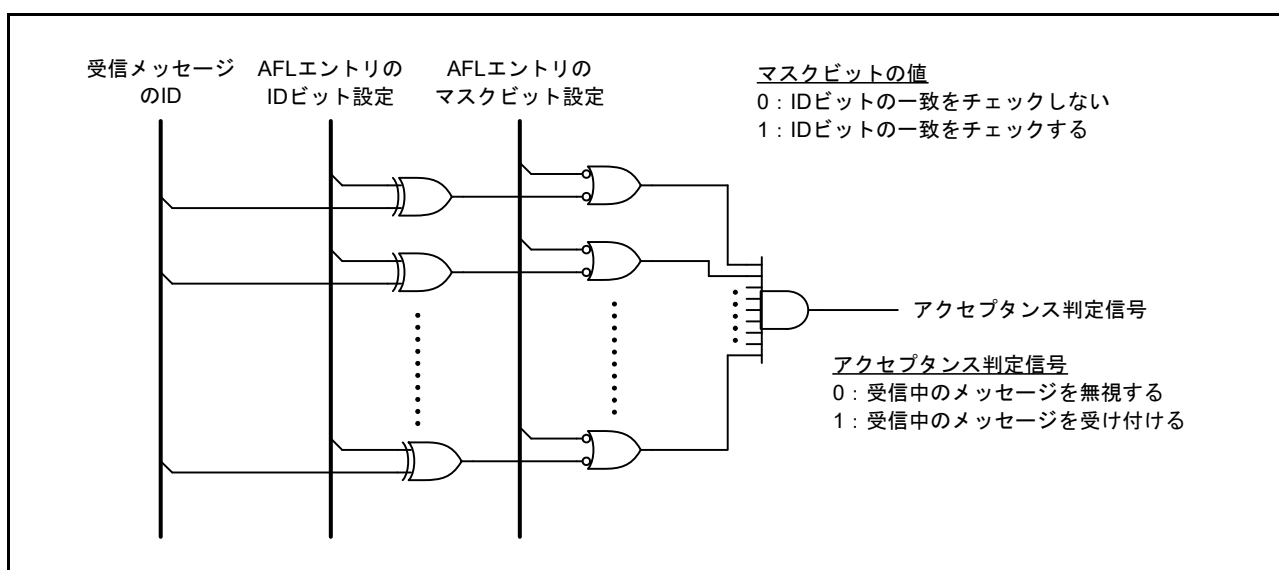 受信メッセージ
のID
AFLエントリの
IDビット設定
AFLエントリの
マスクビット設定
マスクビットの値
0：IDビットの一致をチェックしない
1：IDビットの一致をチェックする
アクセプタンス判定信号
アクセプタンス判定信号
0：受信中のメッセージを無視する
1：受信中のメッセージを受け付ける